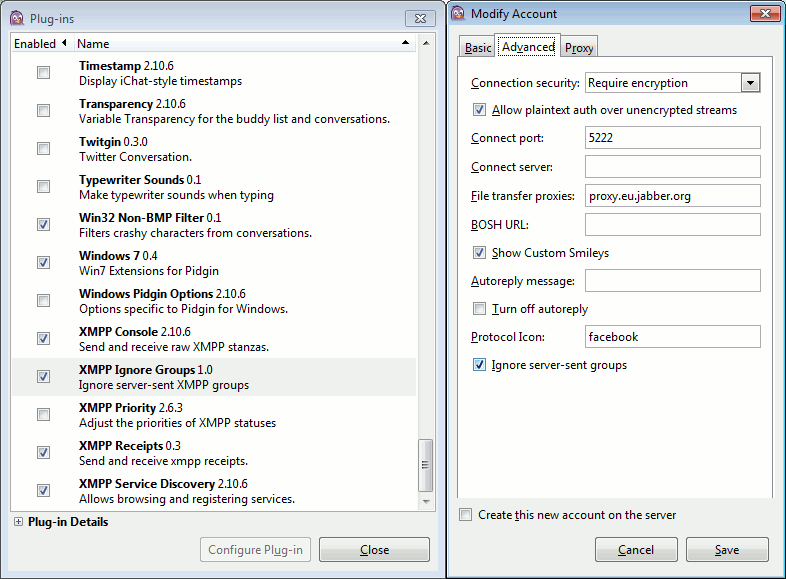 Plug-ins
Enabled Name
Timestamp 2.10.6
Display iChat-style timestamps
Transparency 2.10.6
Variable Transparency for the buddy list and conversations.
Twitgin 0.3.0
Twitter Conversation.
Typewriter Sounds 0.1
Make typewriter sounds when typing
Win32 Non-BMP Filter 0.1
Filters crashy characters from conversations.
Windows 7 0.4
Win7 Extensions for Pidgin
Windows Pidgin Options 2.10.6
Options specific to Pidgin for Windows.
XMPP Console 2.10.6
Send and receive raw XMPP stanzas.
XMPP Ignore Groups 1.0
Ignore server-sent XMPP groups
XMPP Priority 2.6.3
Adjust the priorities of XMPP statuses
XMPP Receipts 0.3
Send and receive xmpp receipts.
XMPP Service Discovery 2.10.6
Allows browsing and registering services.
Plug-in Details
Configure Plug-in Close
Modify Account
Basic Advanced Proxy
Connection security: Require encryption
Allow plaintext auth over unencrypted streams
Connect port: 5222
Connect server:
File transfer proxies: proxy.eu.jabber.org
BOSH URL:
Show Custom Smileys
Autoreply message:
Turn off autoreply
Protocol Icon: facebook
Ignore server-sent groups
Create this new account on the server
Cancel Save